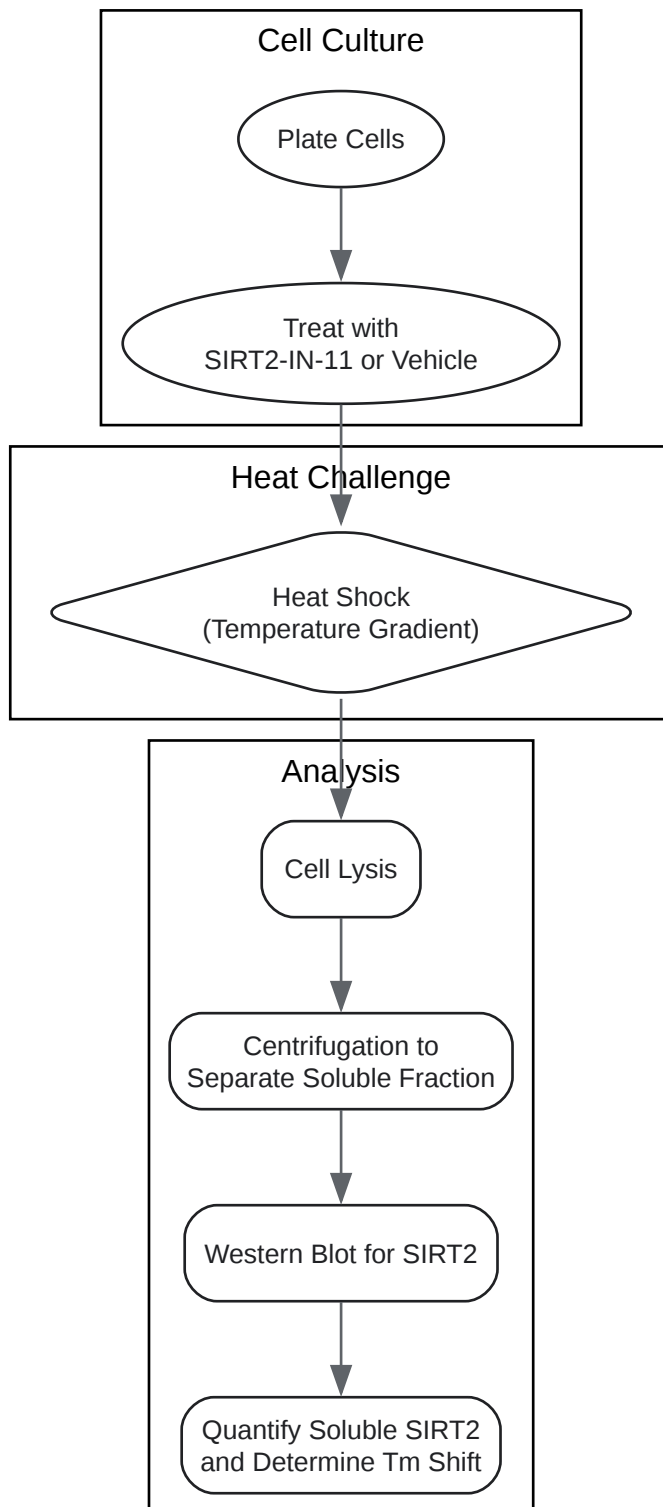 Cell Culture
Plate Cells
Treat with
SIRT2-IN-11 or Vehicle
Heat Challenge
Heat Shock
(Temperature Gradient)
Analysis
Cell Lysis
Centrifugation to
Separate Soluble Fraction
Western Blot for SIRT2
Quantify Soluble SIRT2
and Determine Tm Shift